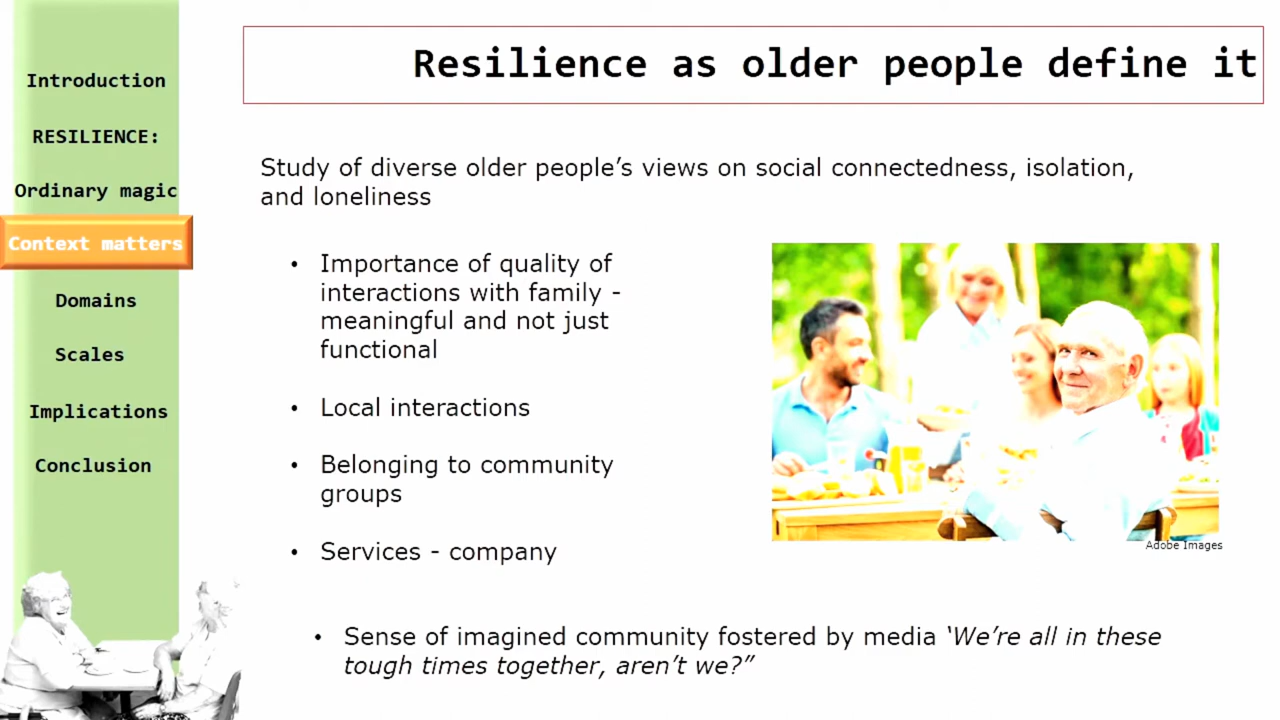 Introduction
RESILIENCE:
Ordinary magic
Context matters
Domains
Scales
Implications
Conclusion
Resilience as older people define it
Study of diverse older people’s views on social connectedness, isolation,
and loneliness
• Importance of quality of
interactions with family -
meaningful and not just
functional
• Local interactions
• Belonging to community
groups
• Services - company
Adobe Images
• Sense of imagined community fostered by media ‘We’re all in these
tough times together, aren’t we?”